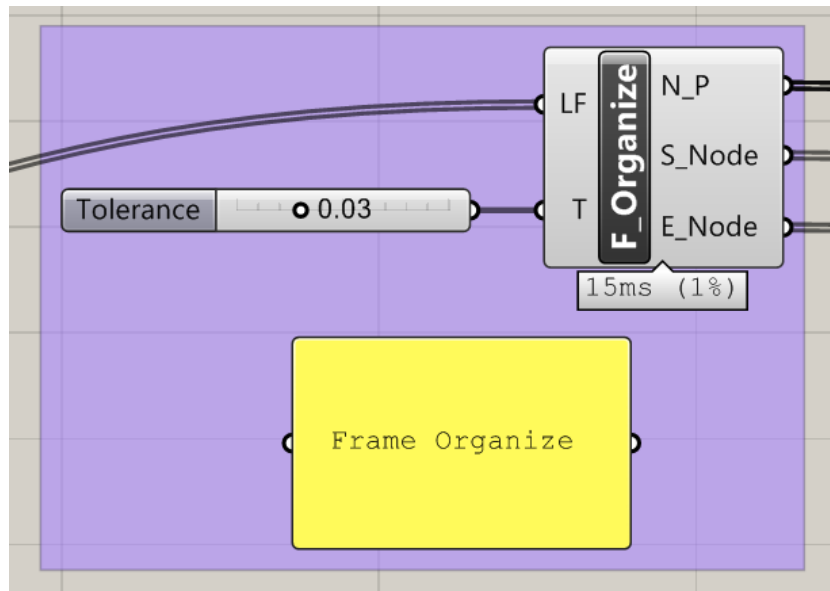 LF
T
F_Organize
N_P
S_Node
E_Node
Tolerance
0.03
15ms (1%)
Frame Organize